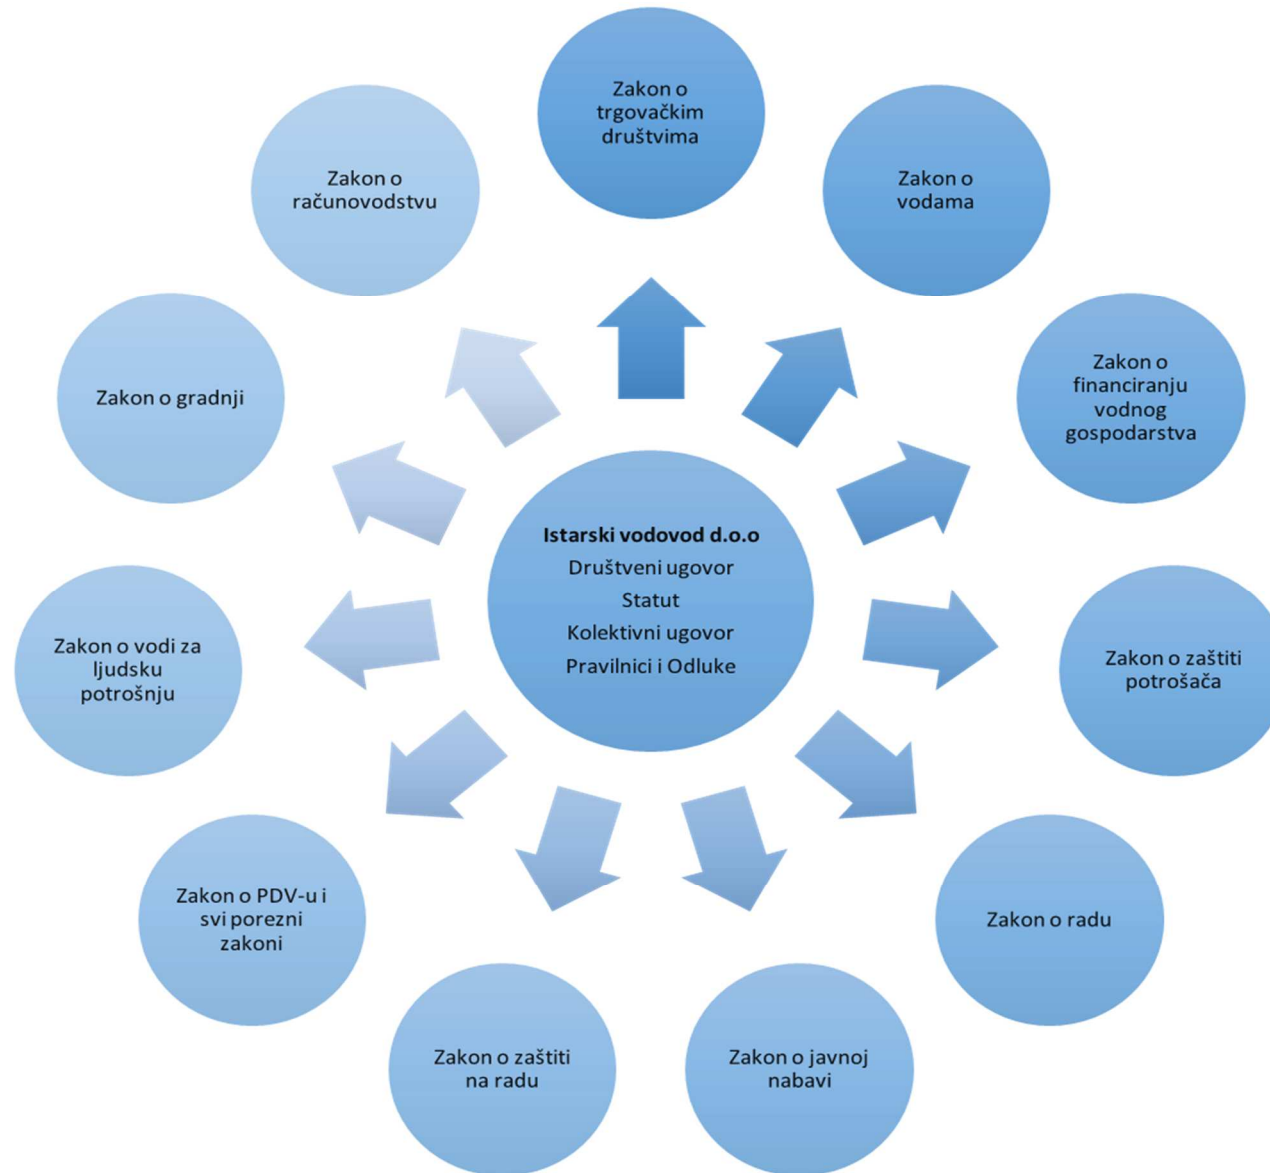 Zakon o
trgovačkim
društvima
Zakon o
vodama
Zakon o
financiranju
vodnog
gospodarstva
Zakon o zaštiti
potrošača
Zakon o radu
Zakon o javnoj
nabavi
Zakon o zaštiti
na radu
Zakon o PDV-u i
svi porezni
zakoni
Zakon o vodi za
ljudsku
potrošnju
Zakon o gradnji
Zakon o
računovodstvu
Istarski vodovod d.o.o
Društveni ugovor
Statut
Kolektivni ugovor
Pravilnici i Odluke